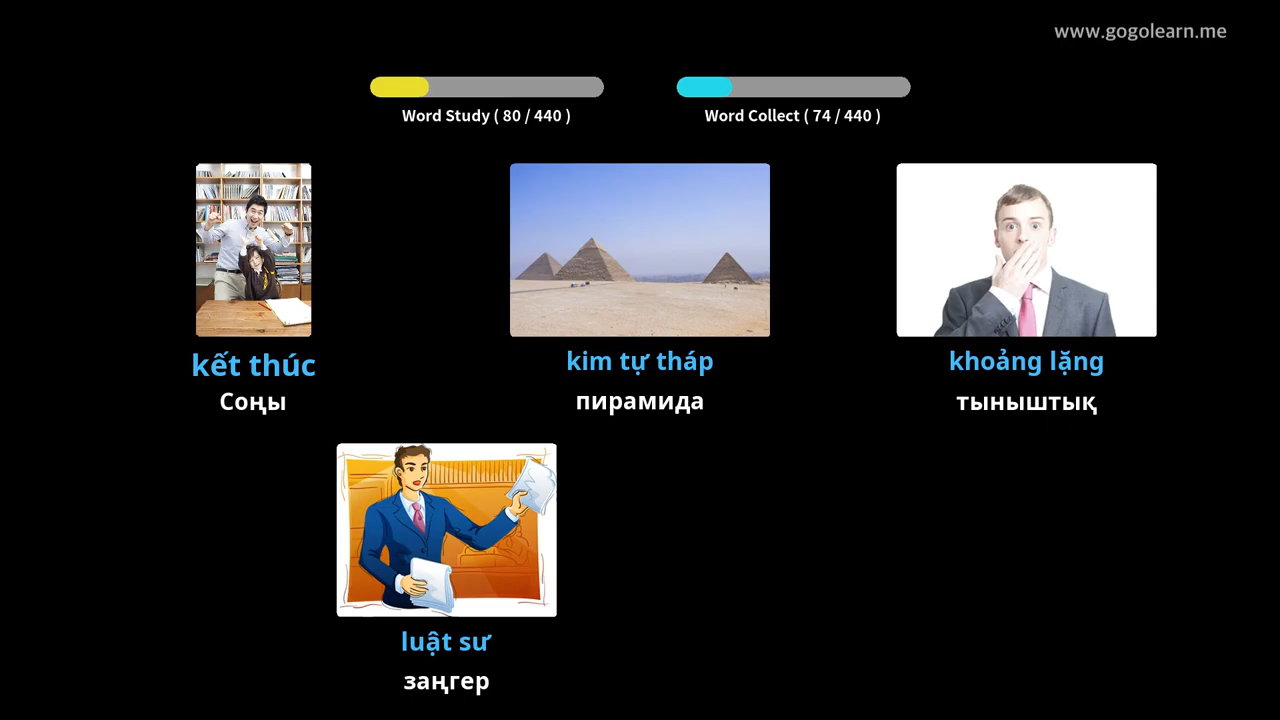 www.gogolearn.me
Word Study ( 80 / 440 )
Word Collect ( 74 / 440 )
kết thúc
Соңы
kim tự tháp
пирамида
khoảng lặng
тыныштық
luật sư
заңгер